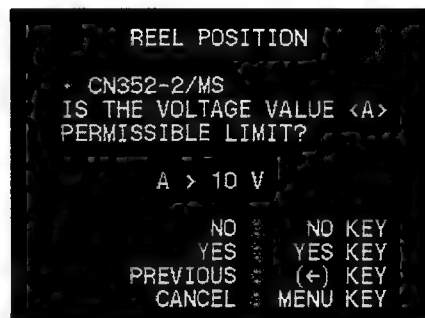 REEL POSITION
· CN352-2/MS
IS THE VOLTAGE VALUE <A>
PERMISSIBLE LIMIT?
A > 10 V
NO : NO KEY
YES : YES KEY
PREVIOUS : (←) KEY
CANCEL : MENU KEY